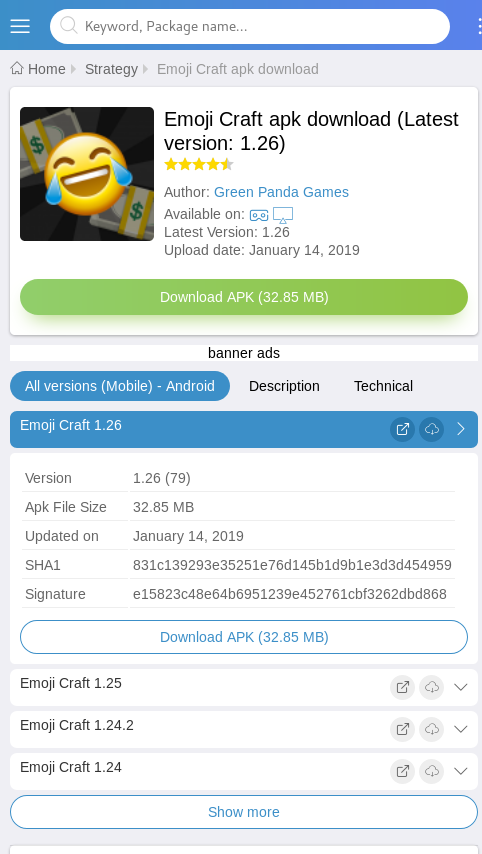 Keyword, Package name...
Home Strategy Emoji Craft apk download
Emoji Craft apk download (Latest
version: 1.26)
Author: Green Panda Games
Available on:
Latest Version: 1.26
Upload date: January 14, 2019
Download APK (32.85 MB)
banner ads
All versions (Mobile) - Android Description Technical
Emoji Craft 1.26
Version 1.26 (79)
Apk File Size 32.85 MB
Updated on January 14, 2019
SHA1 831c139293e35251e76d145b1d9b1e3d3d454959
Signature e15823c48e64b6951239e452761cbf3262dbd868
Download APK (32.85 MB)
Emoji Craft 1.25
Emoji Craft 1.24.2
Emoji Craft 1.24
Show more